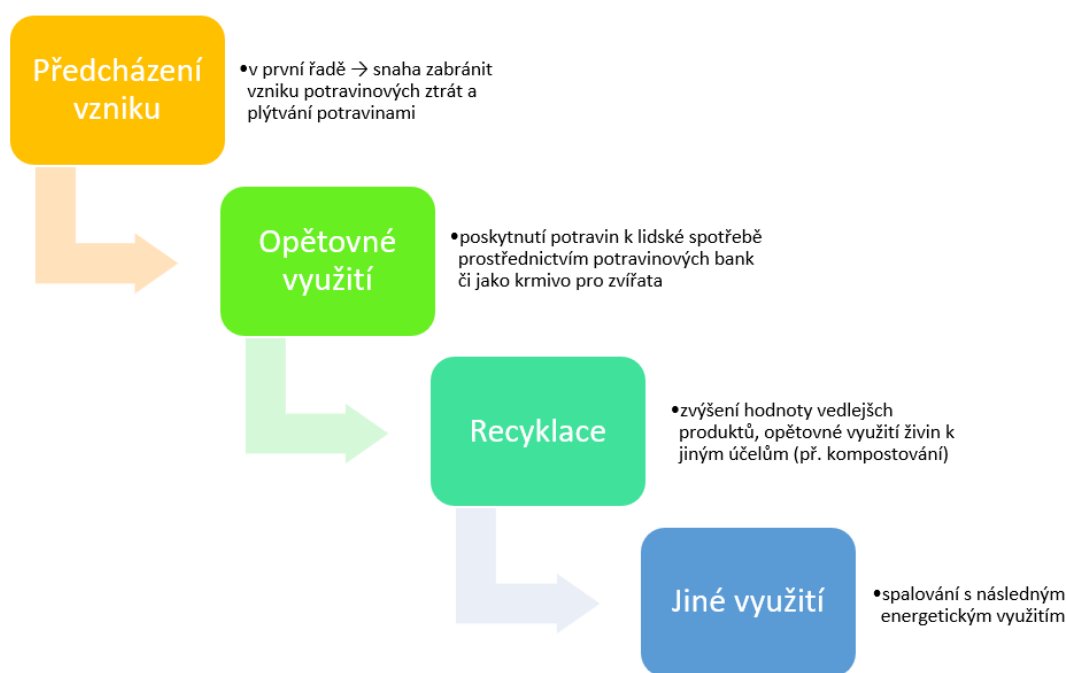 Předcházení
vzniku
•v první řadě → snaha zabránit
vzniku potravinových ztrát a
plýtvání potravinami
Opětovné
využití
•poskytnutí potravin k lidské spotřebě
prostřednictvím potravinových bank
či jako krmivo pro zvířata
Recyklace
•zvýšení hodnoty vedlejšch
produktů, opětovné využití živin k
jiným účelům (př. kompostování)
Jiné využití
•spalování s následným
energetickým využitím